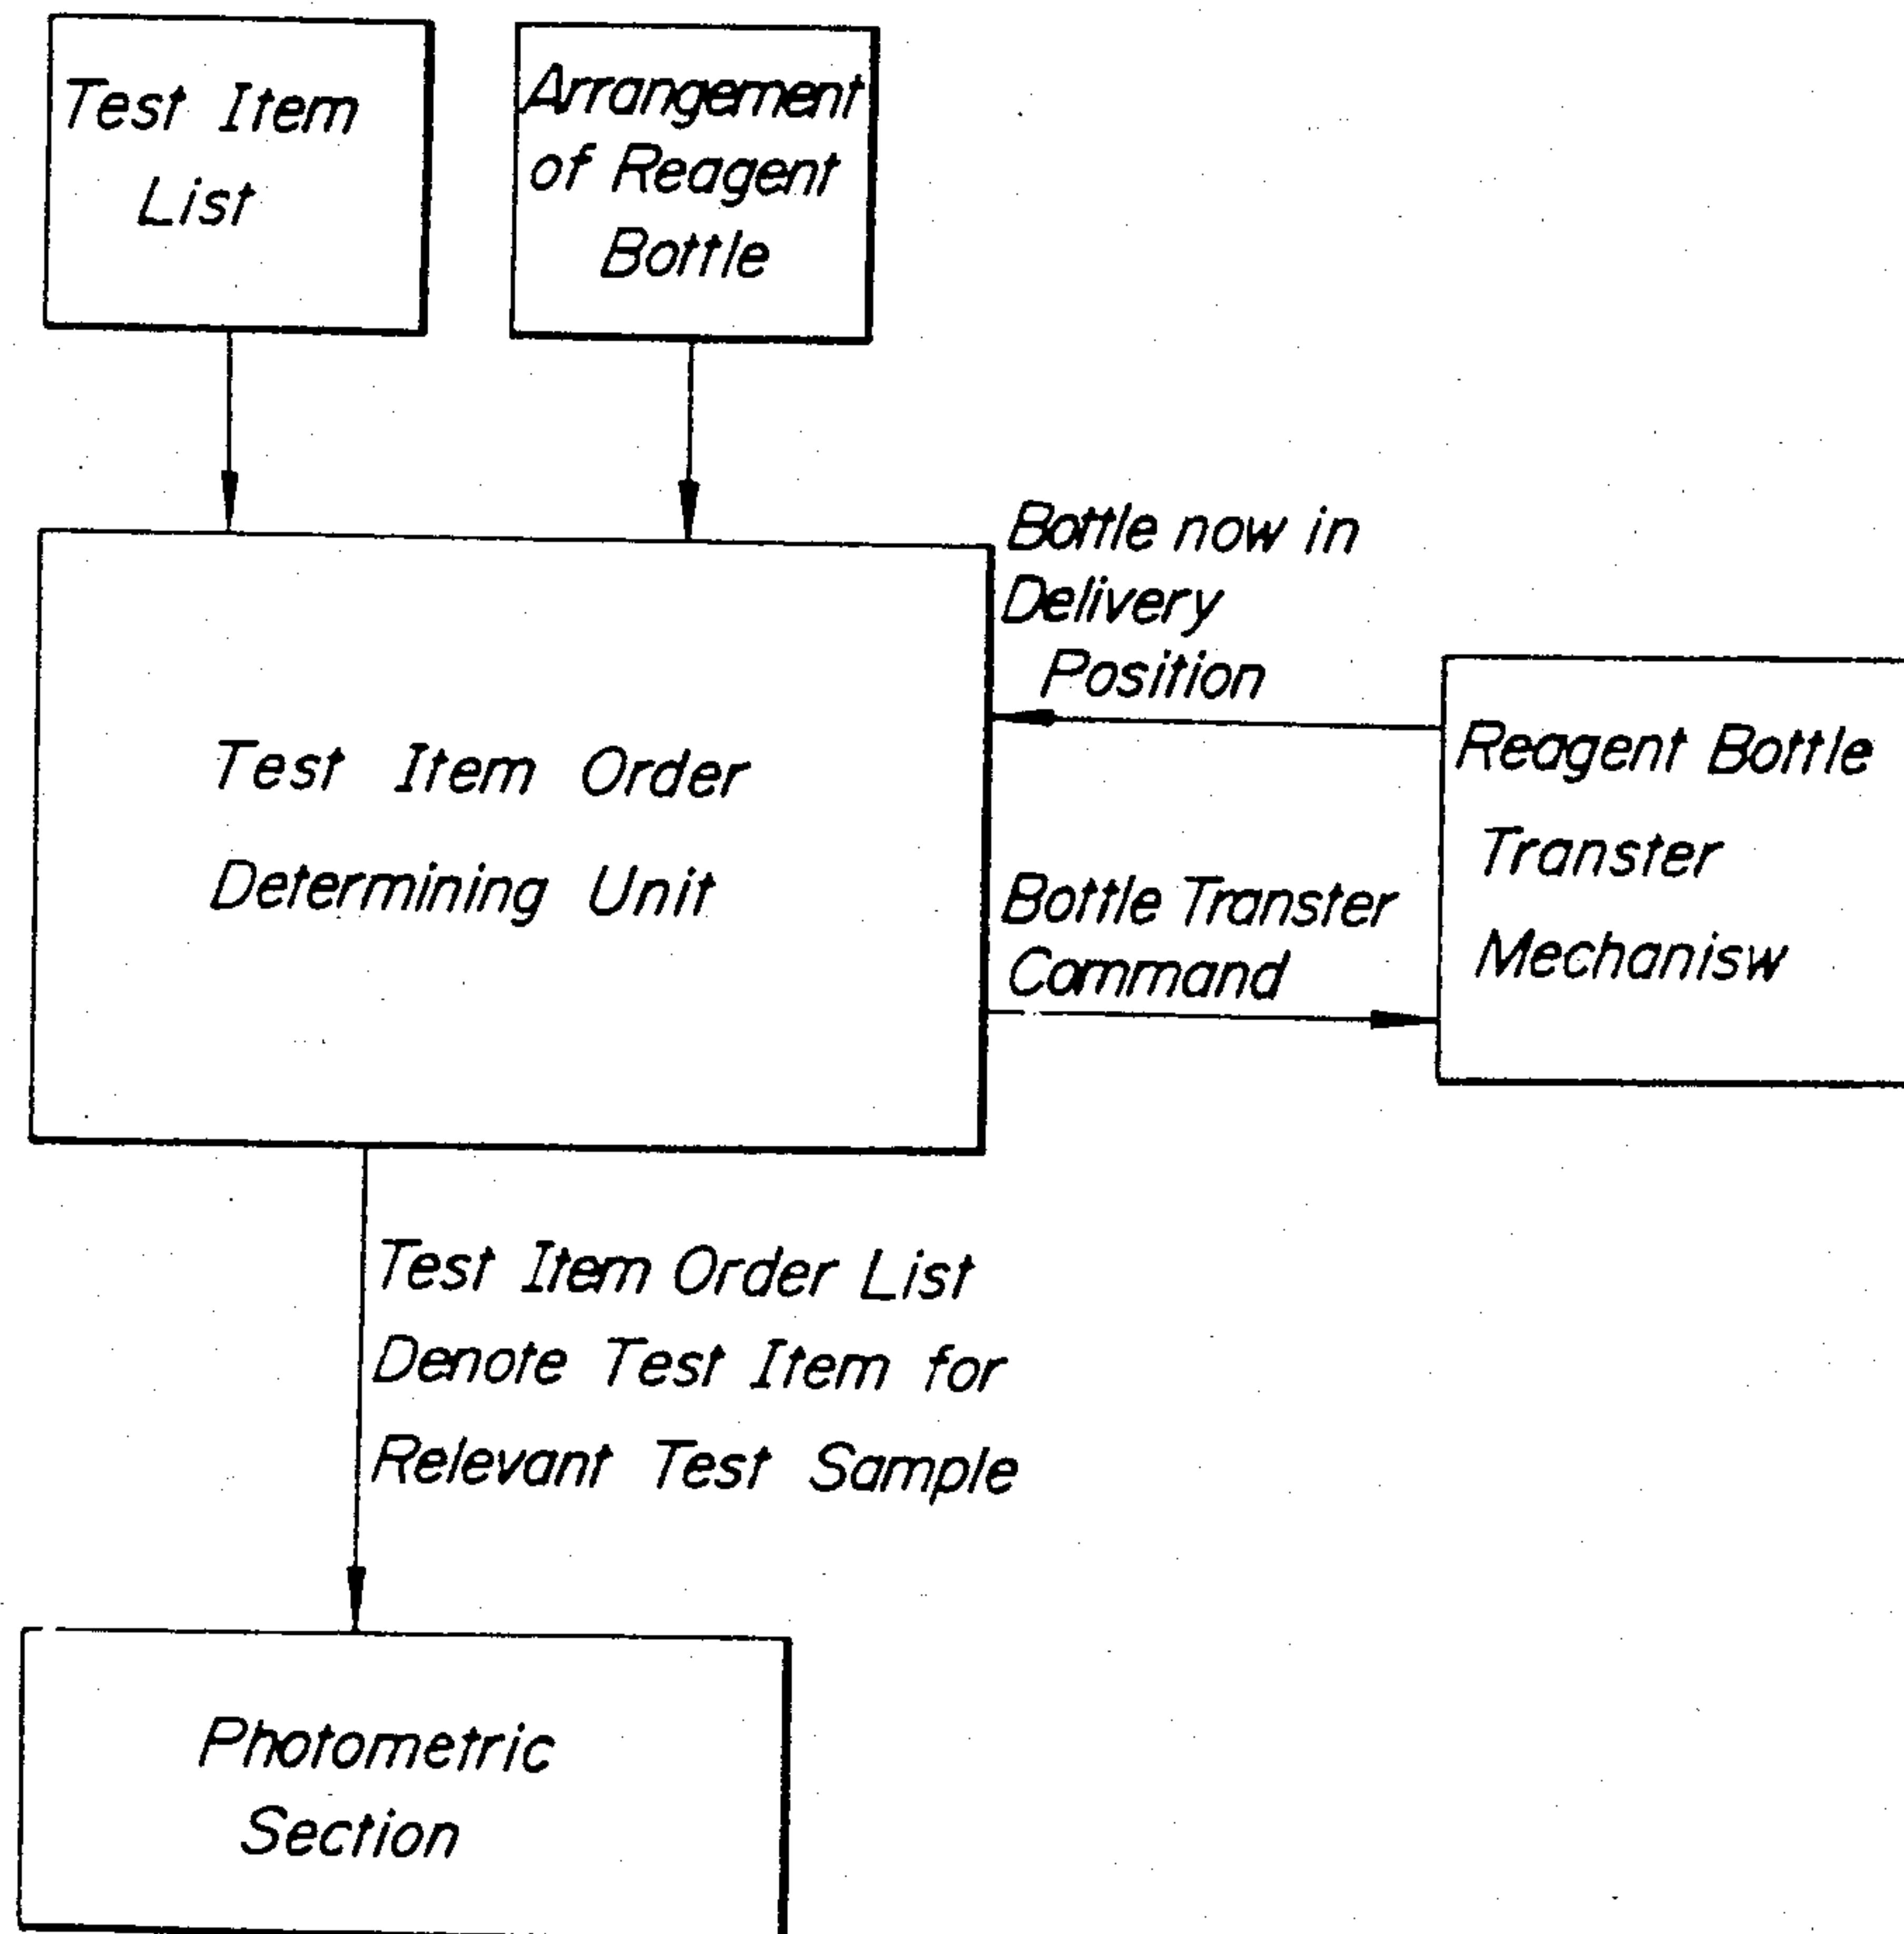 Test Item
List
Arrangement
of Reagent
Bottle
Bottle now in
Delivery
Position
Test Item Order
Determining Unit
Reagent Bottle
Transter
Mechanisw
Bottle Transter
Command
Test Item Order List
Denote Test Item for
Relevant Test Sample
Photometric
Section